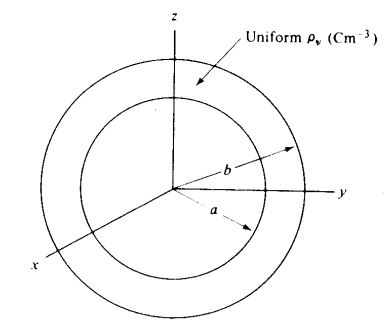 z
Uniform ρᵥ (Cm⁻³)
b
y
a
x